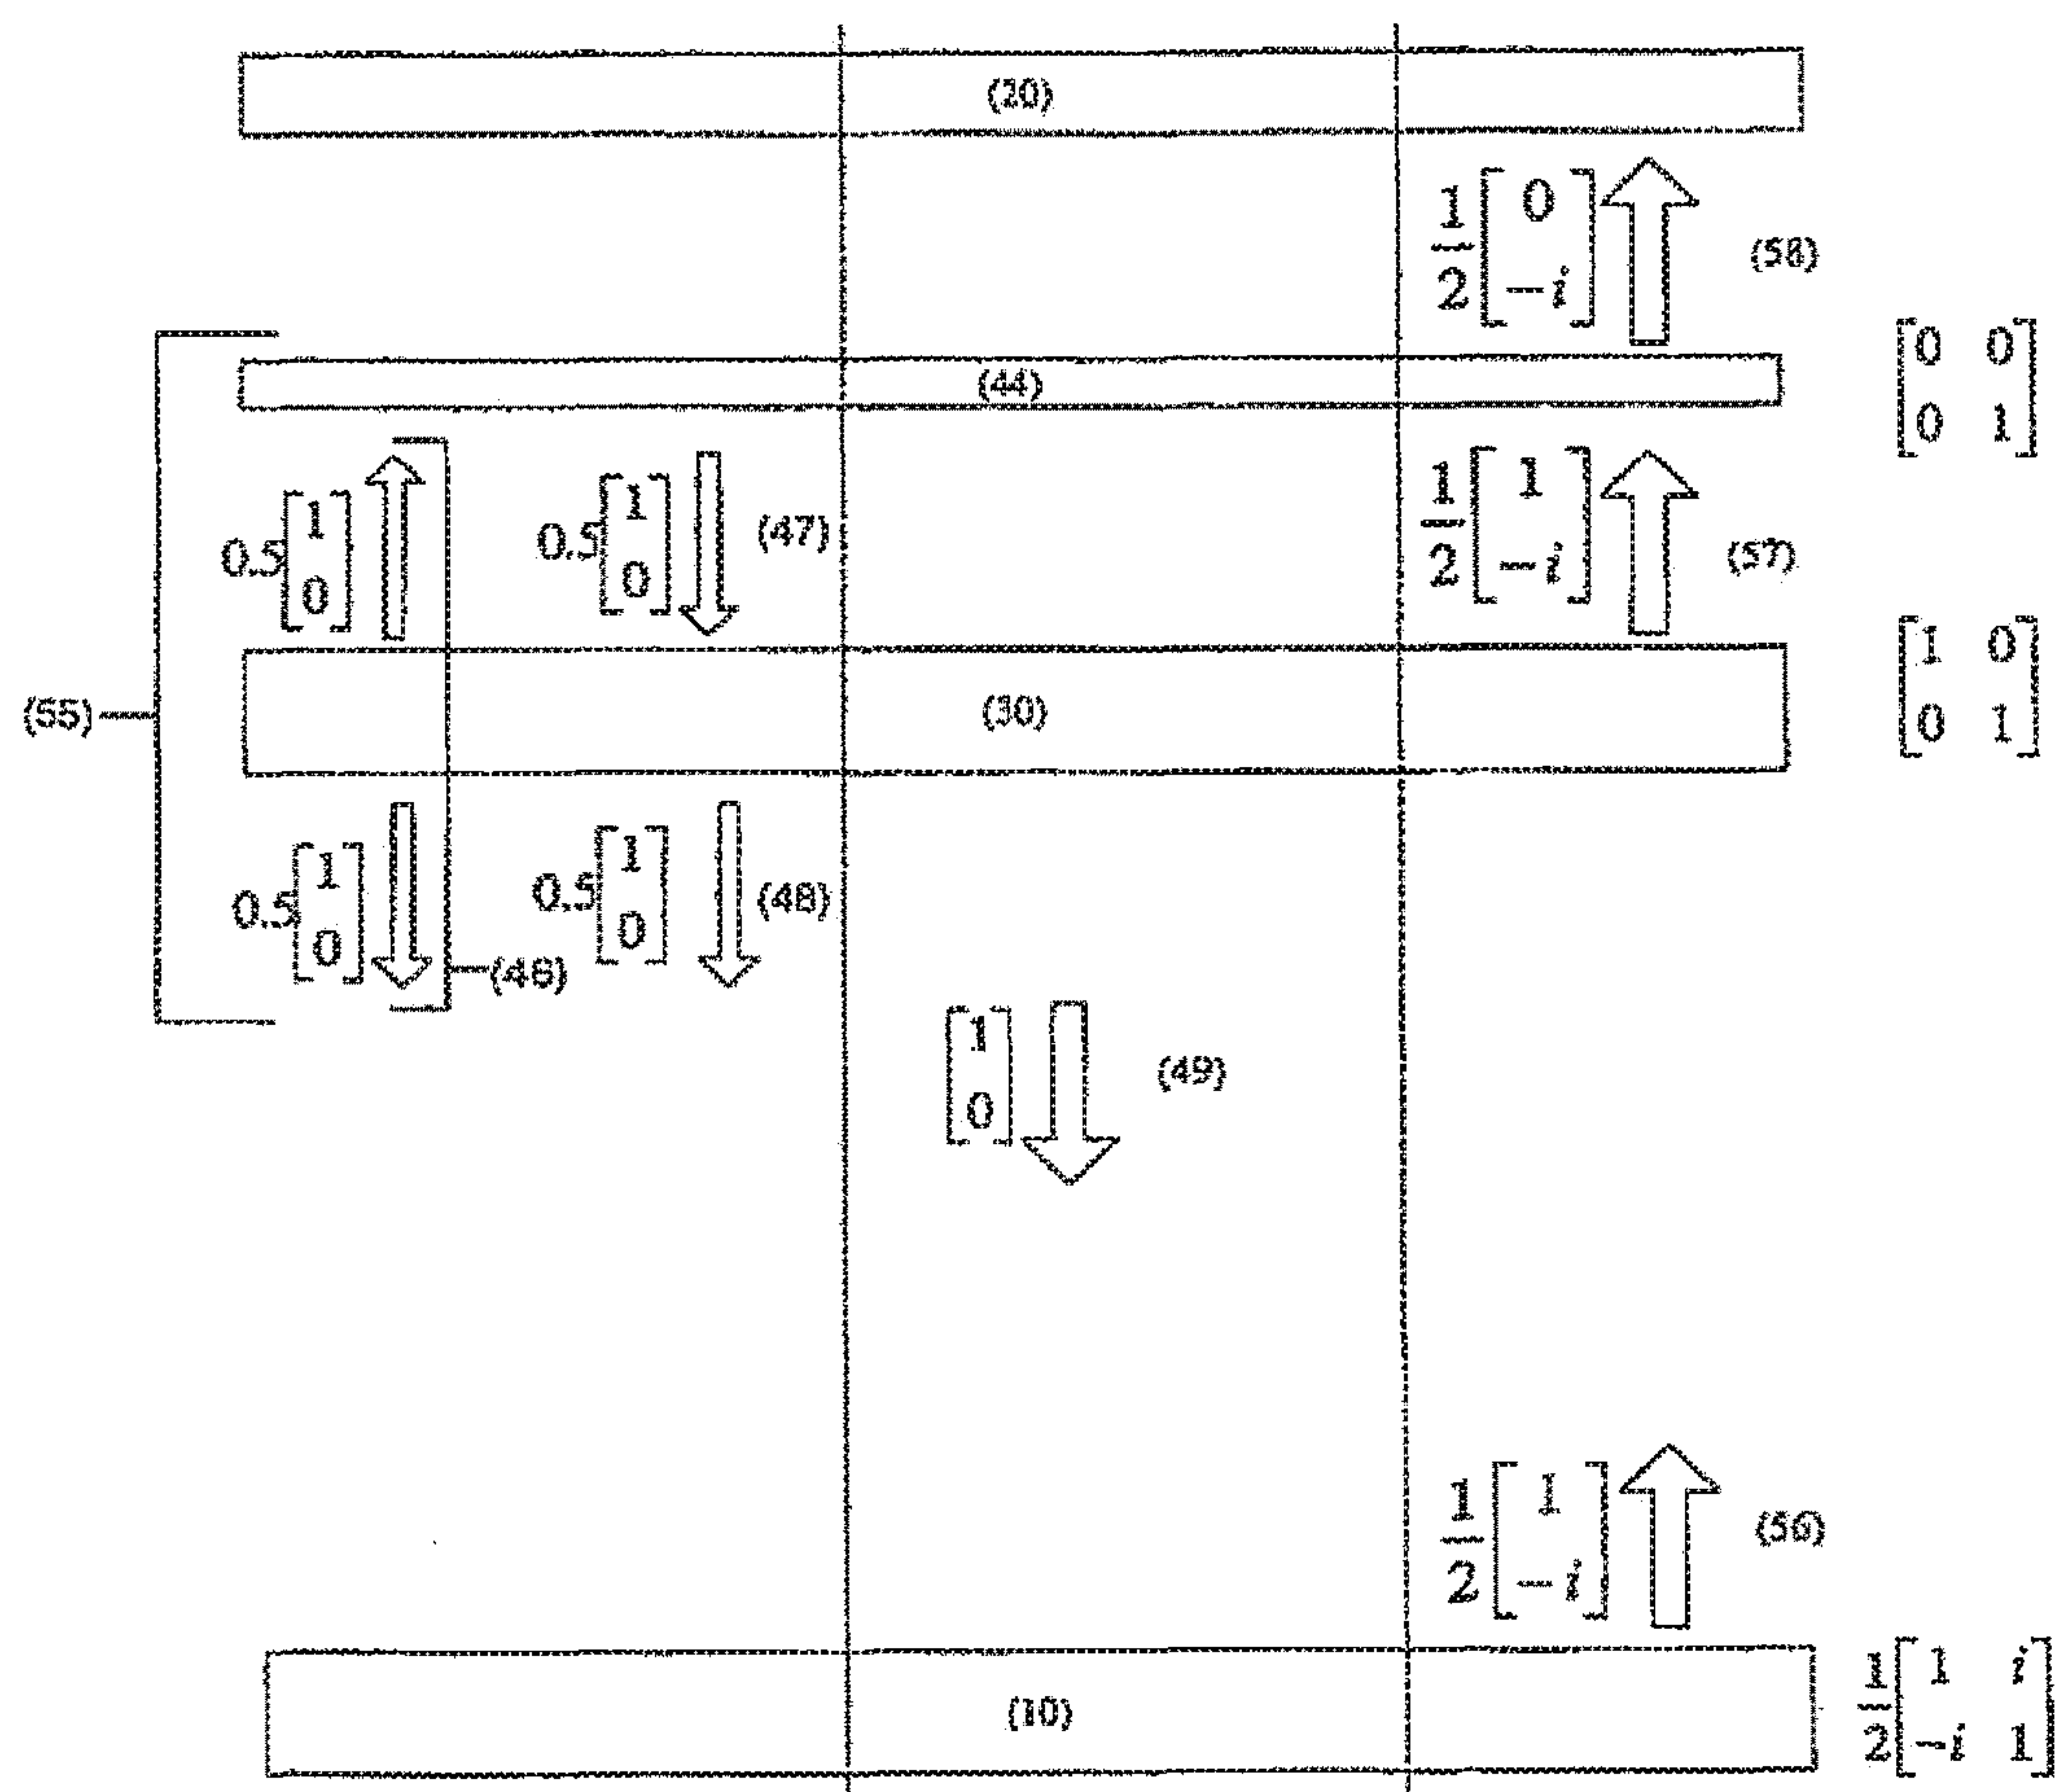 (20)
1/2 [ 0 -i ] (58)
[ 0 0
0 1 ]
(44)
0.5 [ 1 0 ]
0.5 [ 1 0 ] (47)
1/2 [ 1 -i ] (57)
[ 1 0
0 1 ]
(55)
(30)
0.5 [ 1 0 ]
(46)
0.5 [ 1 0 ] (48)
[ 1 0 ] (49)
1/2 [ 1 -i ] (56)
(10)
1/2 [ 1 i
-i 1 ]